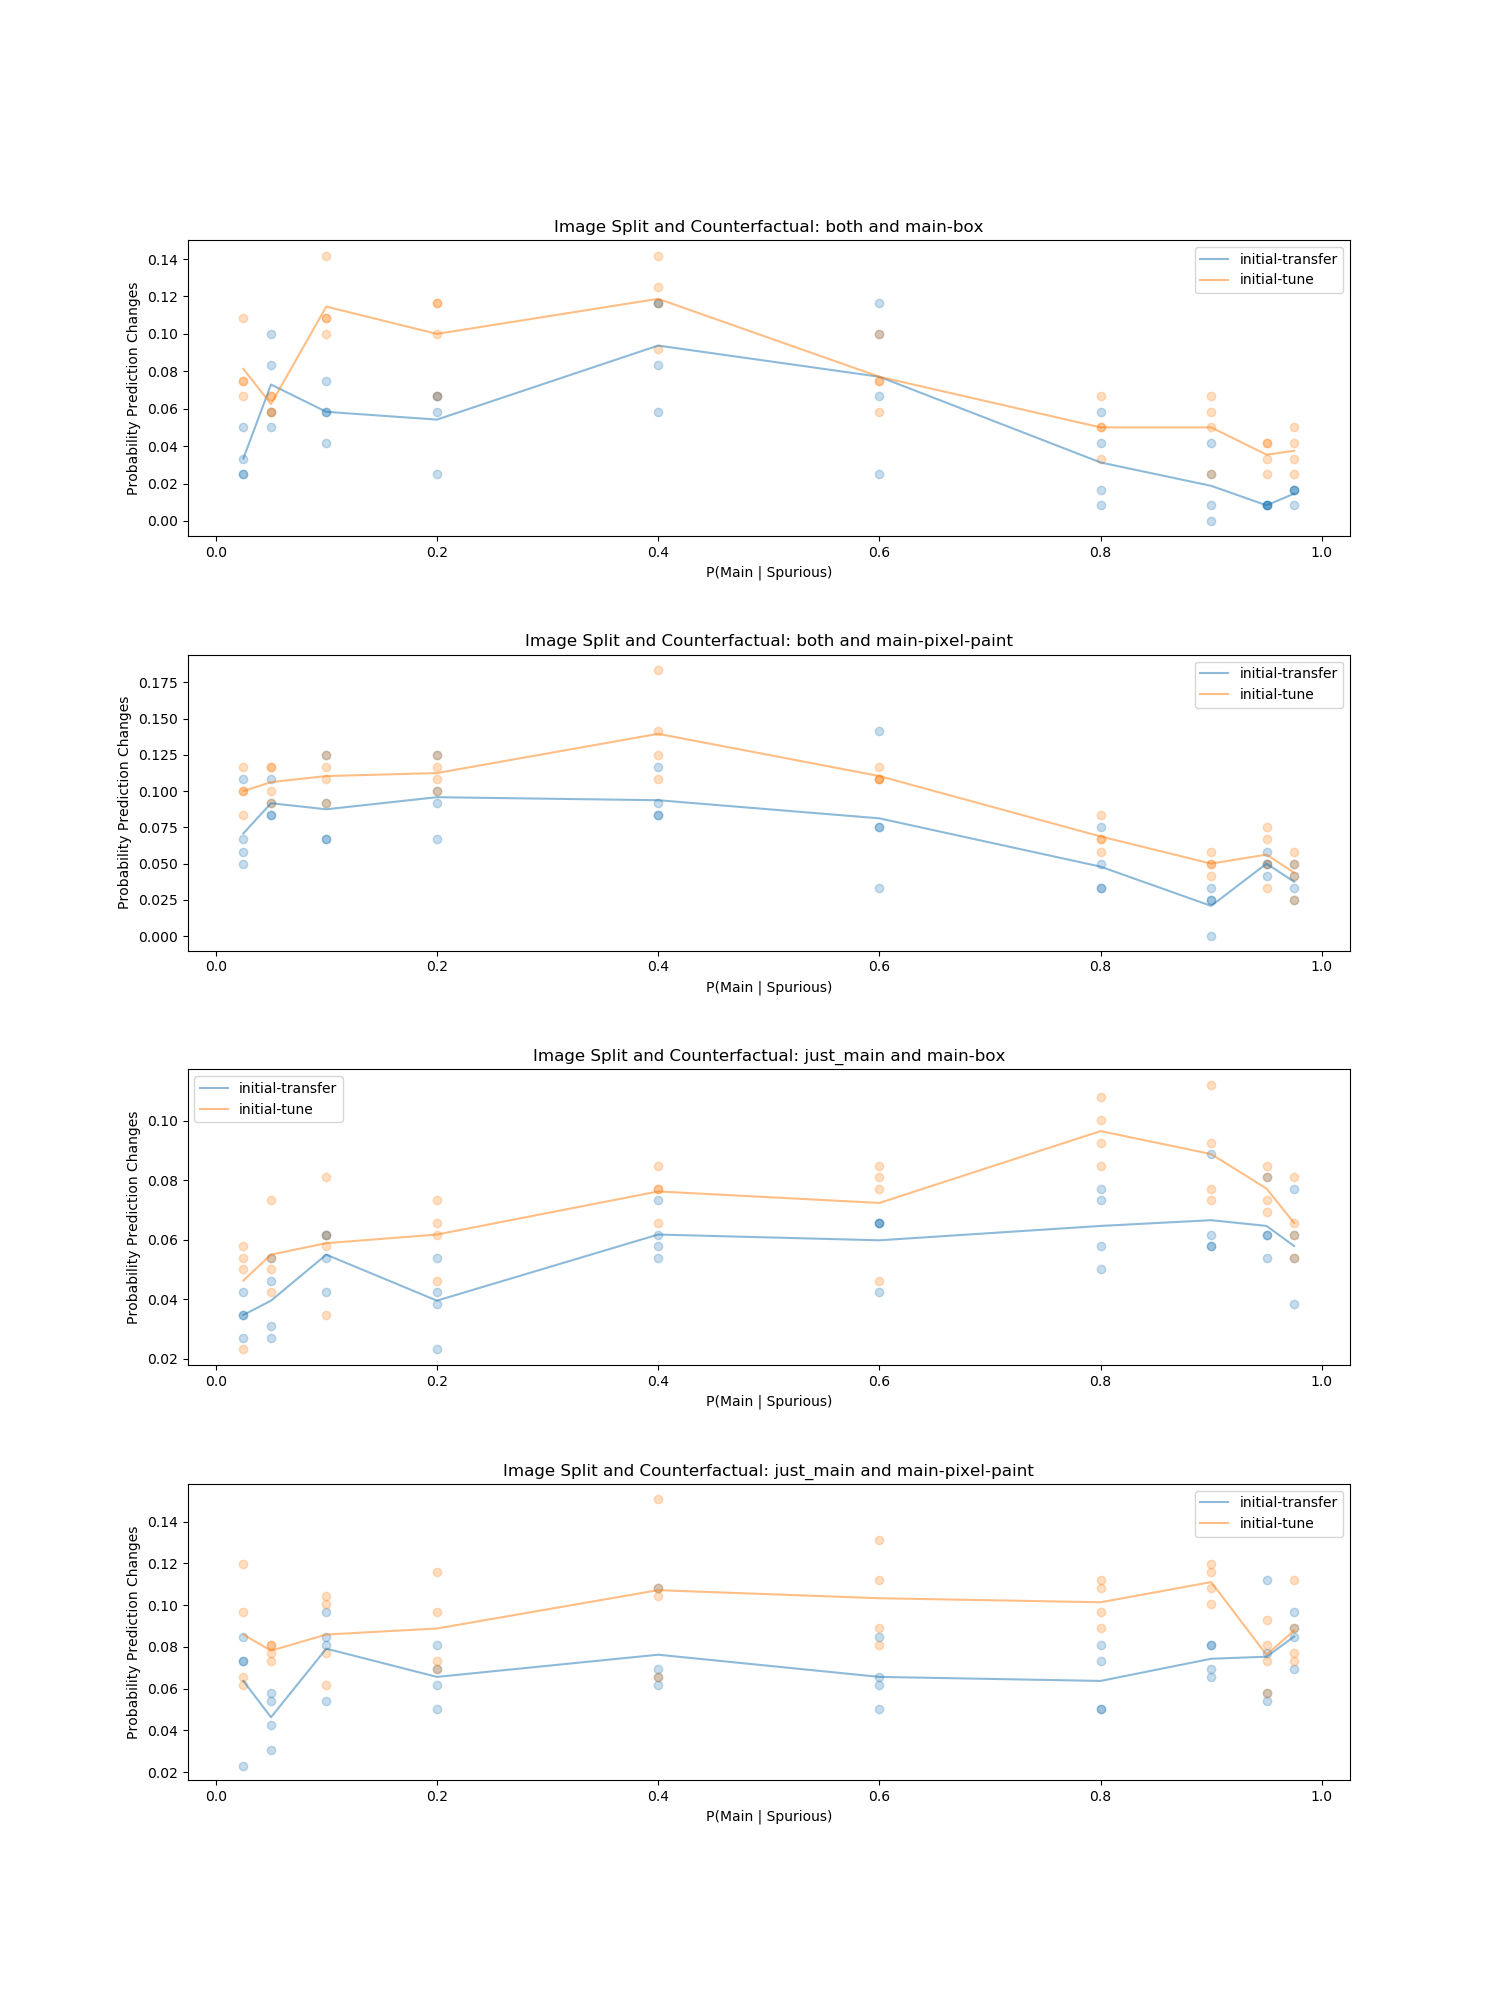 Image Split and Counterfactual: both and main-box
initial-transfer
initial-tune
Probability Prediction Changes
0.14
0.12
0.10
0.08
0.06
0.04
0.02
0.00
0.0 0.2 0.4 0.6 0.8 1.0
P(Main | Spurious)
Image Split and Counterfactual: both and main-pixel-paint
initial-transfer
initial-tune
Probability Prediction Changes
0.175
0.150
0.125
0.100
0.075
0.050
0.025
0.000
0.0 0.2 0.4 0.6 0.8 1.0
P(Main | Spurious)
Image Split and Counterfactual: just_main and main-box
initial-transfer
initial-tune
Probability Prediction Changes
0.10
0.08
0.06
0.04
0.02
0.0 0.2 0.4 0.6 0.8 1.0
P(Main | Spurious)
Image Split and Counterfactual: just_main and main-pixel-paint
initial-transfer
initial-tune
Probability Prediction Changes
0.14
0.12
0.10
0.08
0.06
0.04
0.02
0.0 0.2 0.4 0.6 0.8 1.0
P(Main | Spurious)